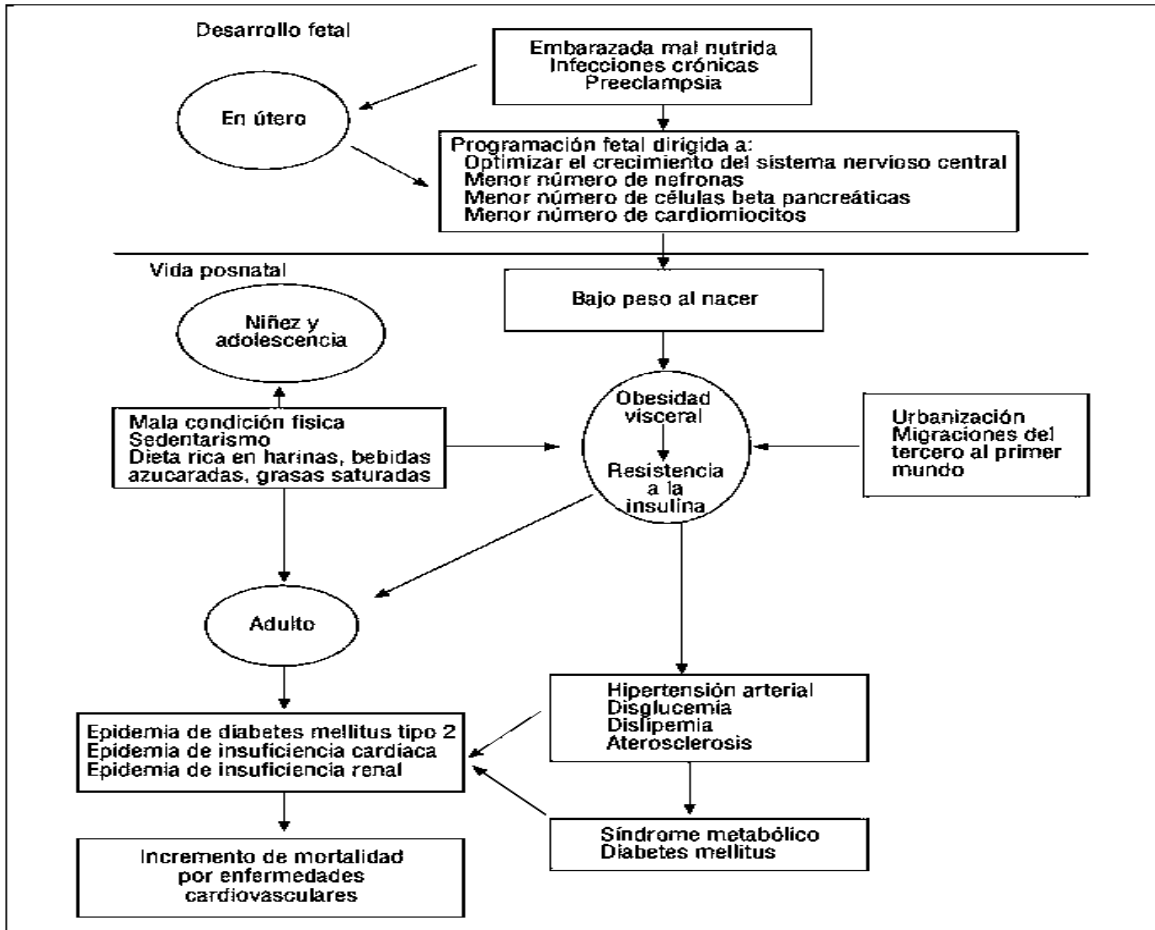 Desarrollo fetal
Embarazada mal nutrida
Infecciones crónicas
Preeclampsia
En útero
Programación fetal dirigida a:
Optimizar el crecimiento del sistema nervioso central
Menor número de nefronas
Menor número de células beta pancreáticas
Menor número de cardiomiocitos
Vida posnatal
Bajo peso al nacer
Niñez y
adolescencia
Obesidad
visceral
Resistencia
a la
insulina
Mala condición física
Sedentarismo
Dieta rica en harinas, bebidas
azucaradas, grasas saturadas
Urbanización
Migraciones del
tercero al primer
mundo
Adulto
Hipertensión arterial
Disglucemia
Dislipemia
Aterosclerosis
Epidemia de diabetes mellitus tipo 2
Epidemia de insuficiencia cardíaca
Epidemia de insuficiencia renal
Síndrome metabólico
Diabetes mellitus
Incremento de mortalidad
por enfermedades
cardiovasculares